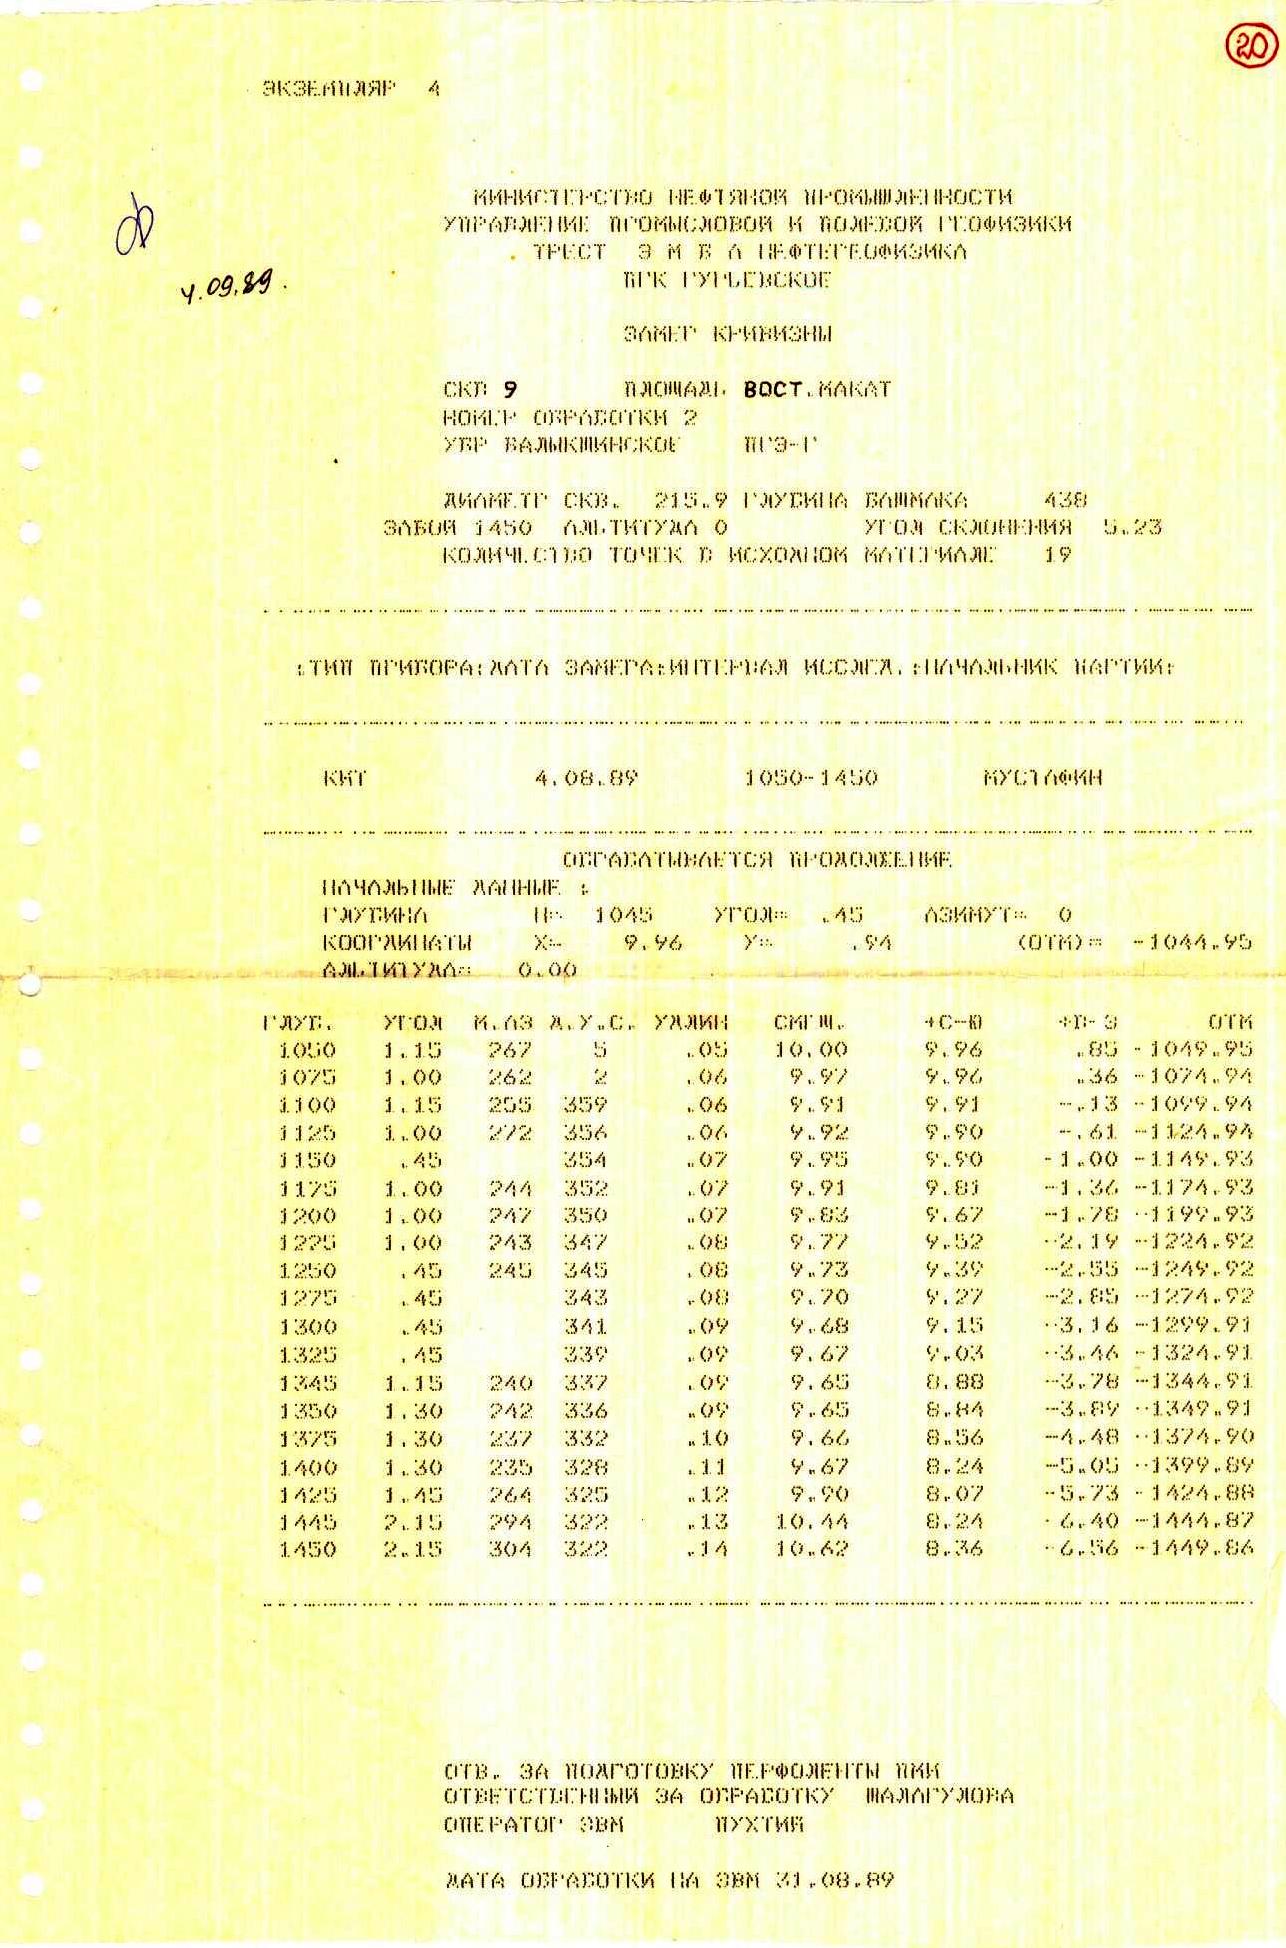 20
ЭКЗЕМПЛЯР 4
МИНИСТЕРСТВО НЕФТЯНОЙ ПРОМЫШЛЕННОСТИ
УПРАВЛЕНИЕ ПРОМЫСЛОВОЙ И ПОЛЕВОЙ ГЕОФИЗИКИ
ТРЕСТ Э М Б А НЕФТЕГЕОФИЗИКА
ПГК ГУРЬЕВСКОЕ
4.09.89.
ЗАМЕР КРИВИЗНЫ
СКВ 9 ПЛОЩАДЬ ВОСТ.МАКАТ
НОМЕР ОБРАБОТКИ 2
УБР БАЛЫКШИНСКОЕ ПГЭ-Г
ДИАМЕТР СКВ. 215.9 ГЛУБИНА БАШМАКА 438
ЗАБОЙ 1450 АЛЬТИТУДА 0 УГОЛ СКЛОНЕНИЯ 5.23
КОЛИЧЕСТВО ТОЧЕК В ИСХОДНОМ МАТЕРИАЛЕ 19
:ТИП ПРИБОРА:ДАТА ЗАМЕРА:ИНТЕРВАЛ ИССЛЕД.:НАЧАЛЬНИК ПАРТИИ:
КИТ 4.08.89 1050-1450 МУСТАФИН
ОБРАБАТЫВАЕТСЯ ПРОДОЛЖЕНИЕ
НАЧАЛЬНЫЕ ДАННЫЕ :
ГЛУБИНА H= 1045 УГОЛ= .45 АЗИМУТ= 0
КООРДИНАТЫ X= 9.96 Y= .94 (ОТМ)= -1044.95
АЛЬТИТУДА= 0.00
ГЛУБ. УГОЛ М.АЗ Д.У.С. УДЛИН СМЕЩ. +С-Ю +В-З ОТМ
1050 1.15 267 5 .05 10.00 9.96 .85 -1049.95
1075 1.00 262 2 .06 9.97 9.96 .36 -1074.94
1100 1.15 255 359 .06 9.91 9.91 -.13 -1099.94
1125 1.00 272 356 .06 9.92 9.90 -.61 -1124.94
1150 .45 354 .07 9.95 9.90 -1.00 -1149.93
1175 1.00 244 352 .07 9.91 9.81 -1.36 -1174.93
1200 1.00 247 350 .07 9.83 9.67 -1.78 -1199.93
1225 1.00 243 347 .08 9.77 9.52 -2.19 -1224.92
1250 .45 245 345 .08 9.73 9.39 -2.55 -1249.92
1275 .45 343 .08 9.70 9.27 -2.85 -1274.92
1300 .45 341 .09 9.68 9.15 -3.16 -1299.91
1325 .45 339 .09 9.67 9.03 -3.46 -1324.91
1345 1.15 240 337 .09 9.65 8.88 -3.78 -1344.91
1350 1.30 242 336 .09 9.65 8.84 -3.89 -1349.91
1375 1.30 237 332 .10 9.66 8.56 -4.48 -1374.90
1400 1.30 235 328 .11 9.67 8.24 -5.05 -1399.89
1425 1.45 264 325 .12 9.90 8.07 -5.73 -1424.88
1445 2.15 294 322 .13 10.44 8.24 -6.40 -1444.87
1450 2.15 304 322 .14 10.62 8.36 -6.56 -1449.86
ОТВ. ЗА ПОДГОТОВКУ ПЕРФОЛЕНТЫ ПМК
ОТВЕТСТВЕННЫЙ ЗА ОБРАБОТКУ ШАЛАГУЛОВА
ОПЕРАТОР ЭВМ ПУХТИЙ
ДАТА ОБРАБОТКИ НА ЭВМ 31.08.89